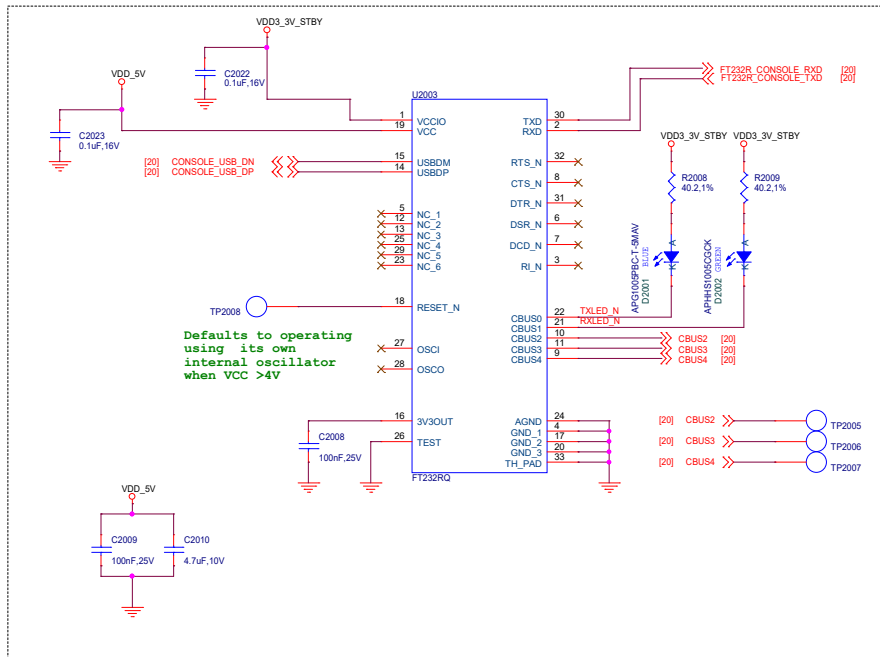 VDD3_3V_STBY
VDD_5V
C2022
0.1uF,16V
C2023
0.1uF,16V
U2003
1 VCCIO
19 VCC
15 USBDM
14 USBDP
[20] CONSOLE_USB_DN
[20] CONSOLE_USB_DP
5 NC_1
12 NC_2
13 NC_3
25 NC_4
29 NC_5
23 NC_6
TP2008
18 RESET_N
Defaults to operating
using its own
internal oscillator
when VCC >4V
27 OSCI
28 OSCO
16 3V3OUT
26 TEST
C2008
100nF,25V
FT232RQ
TXD 30
RXD 2
FT232R_CONSOLE_RXD [20]
FT232R_CONSOLE_TXD [20]
RTS_N 32
CTS_N 8
DTR_N 31
DSR_N 6
DCD_N 7
RI_N 3
VDD3_3V_STBY VDD3_3V_STBY
R2008
40.2,1%
R2009
40.2,1%
APG1005PBC-T-5MAV
D2001 BLUE
A
K
APHHS1005CGCK
D2002 GREEN
A
K
CBUS0 22 TXLED_N
CBUS1 21 RXLED_N
CBUS2 10 CBUS2 [20]
CBUS3 11 CBUS3 [20]
CBUS4 9 CBUS4 [20]
AGND 24
GND_1 4
GND_2 17
GND_3 20
TH_PAD 33
[20] CBUS2 TP2005
[20] CBUS3 TP2006
[20] CBUS4 TP2007
VDD_5V
C2009
100nF,25V
C2010
4.7uF,10V